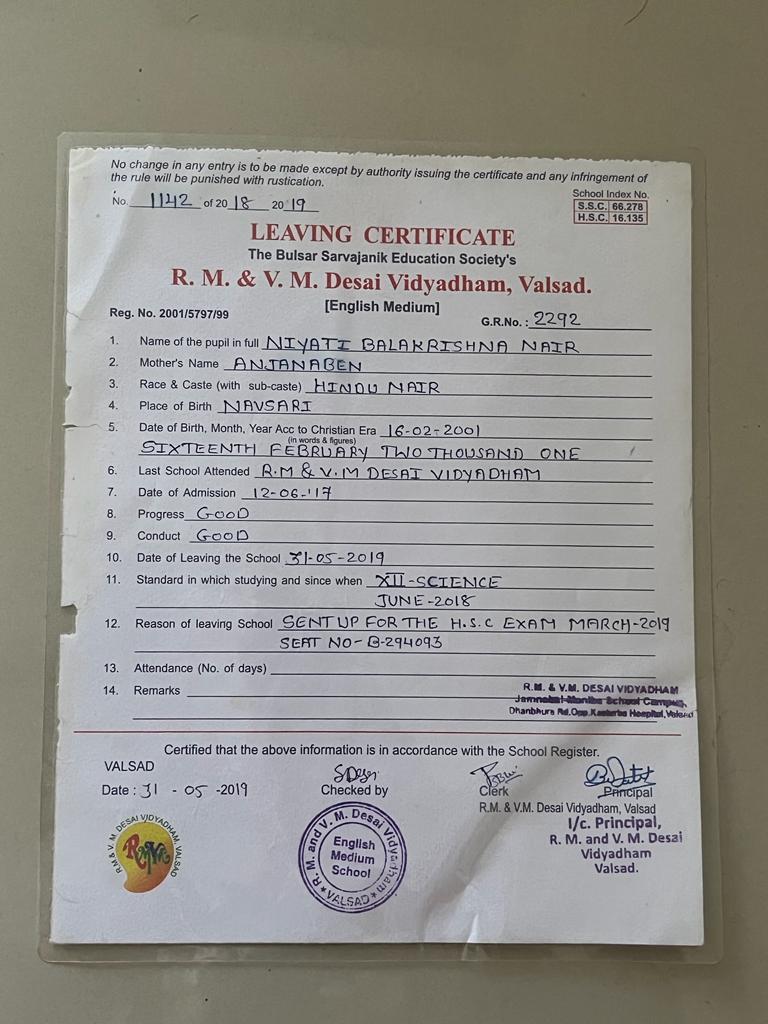 No change in any entry is to be made except by authority issuing the certificate and any infringement of
the rule will be punished with rustication.
No. 1142 of 20 18 20 19
School Index No.
S.S.C. 66.278
H.S.C. 16.135
LEAVING CERTIFICATE
The Bulsar Sarvajanik Education Society's
R. M. & V. M. Desai Vidyadham, Valsad.
[English Medium]
Reg. No. 2001/5797/99
G.R.No.: 2292
1. Name of the pupil in full NIYATI BALAKRISHNA NAIR
2. Mother's Name ANJANABEN
3. Race & Caste (with sub-caste) HINDU NAIR
4. Place of Birth NAVSARI
5. Date of Birth, Month, Year Acc to Christian Era 16-02-2001
(in words & figures)
SIXTEENTH FEBRUARY TWO THOUSAND ONE
6. Last School Attended R.M & V.M DESAI VIDYADHAM
7. Date of Admission 12-06-'17
8. Progress GOOD
9. Conduct GOOD
10. Date of Leaving the School 31-05-2019
11. Standard in which studying and since when XII-SCIENCE
JUNE-2018
12. Reason of leaving School SENT UP FOR THE H.S.C EXAM MARCH-2019
SEAT NO-B-294093
13. Attendance (No. of days)
14. Remarks
R.M. & V.M. DESAI VIDYADHAM
Jamnabai-Maniba School Campus,
Dhanbhura Rd.Opp.Kasturba Hospital,Valsad
Certified that the above information is in accordance with the School Register.
VALSAD
Date : 31 - 05 -2019
Checked by
Clerk
Principal
R.M. & V.M. Desai Vidyadham, Valsad
I/c. Principal,
R. M. and V. M. Desai
Vidyadham
Valsad.
R.M & V.M. DESAI VIDYADHAM, VALSAD
RMVM
R. M. and V. M. Desai Vidyadham
English
Medium
School
VALSAD